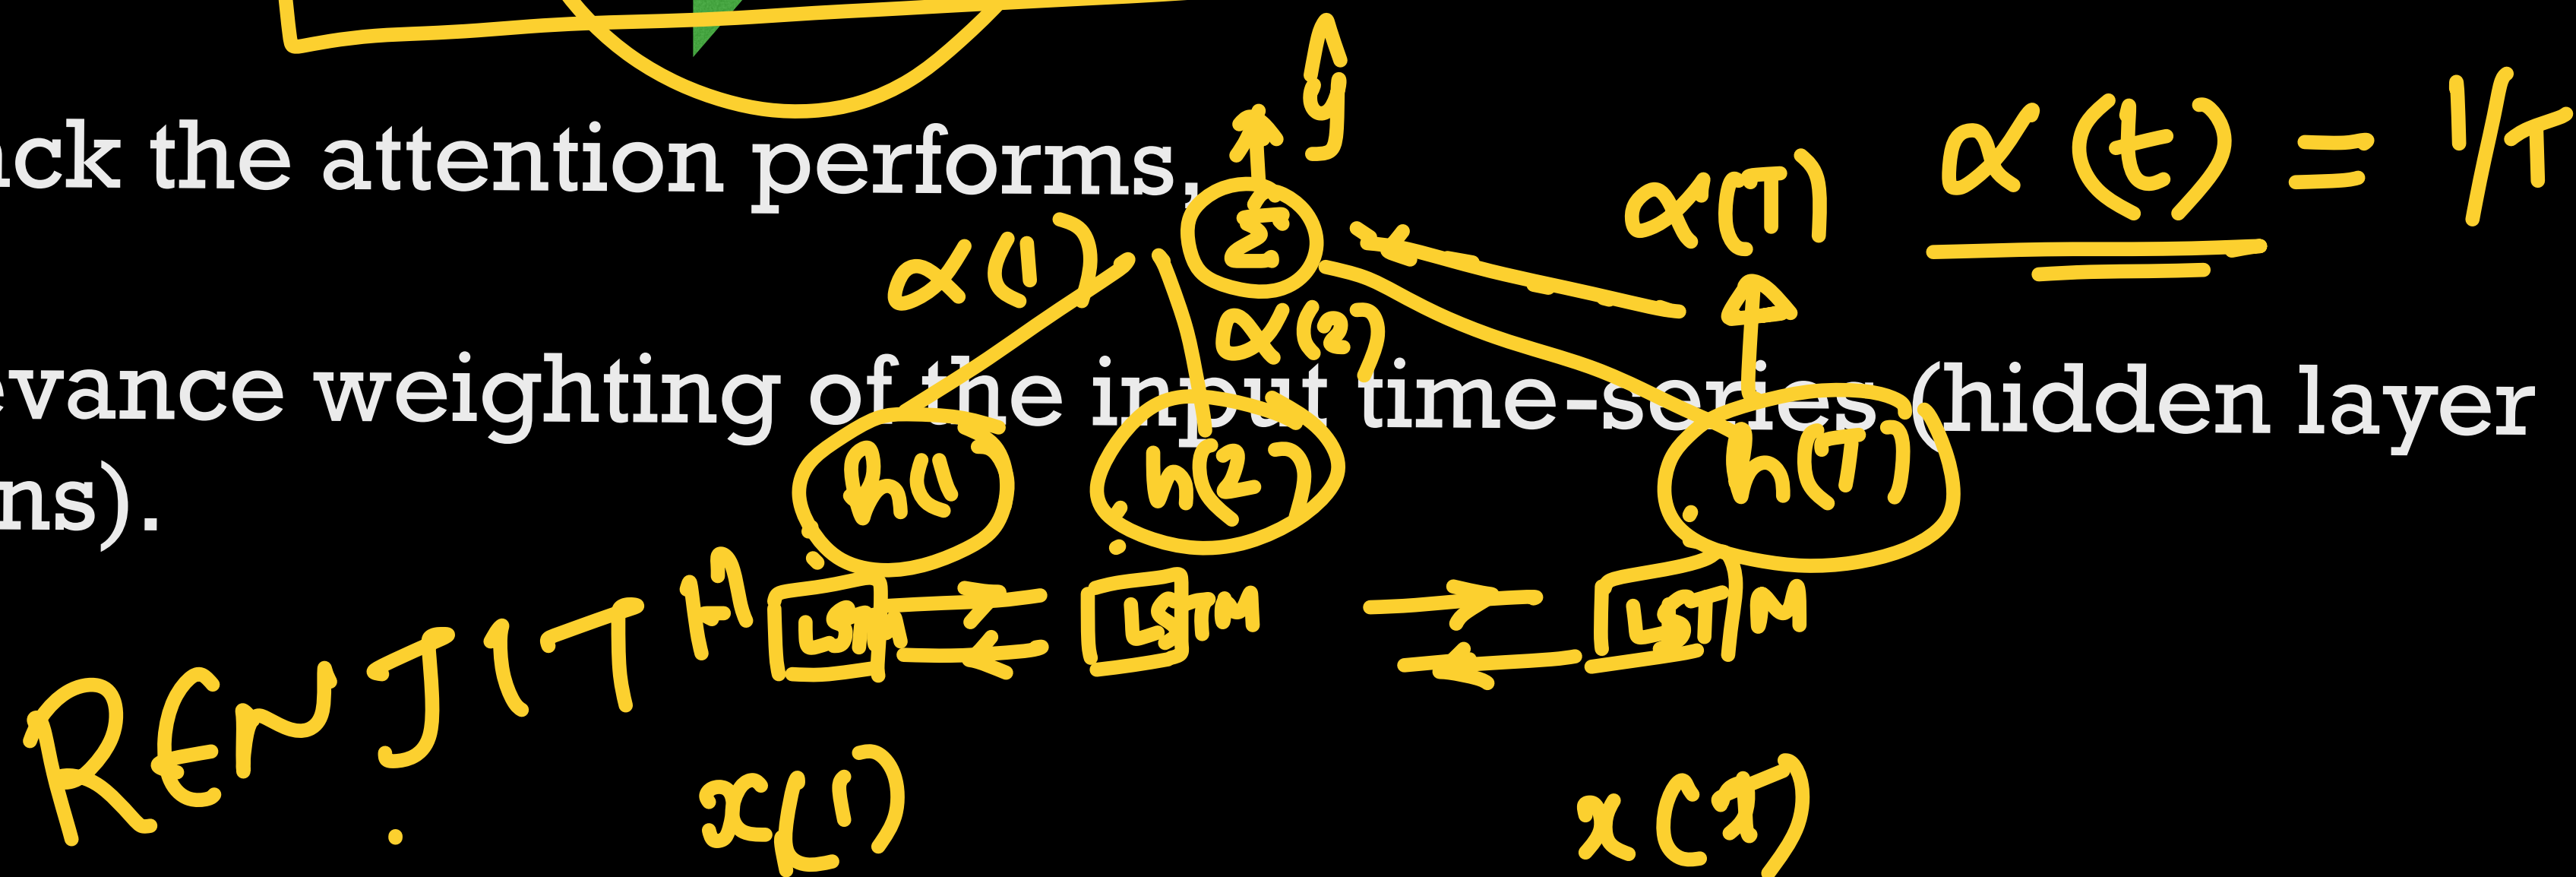 ŷ
ck the attention performs,
Σ
α(1)
α(2)
α(T)
α(t) = 1/T
evance weighting of the input time-series (hidden layer
ns).
h(1)
h(2)
h(T)
LSTM
LSTM
LSTM
RENJITH
x(1)
x(T)